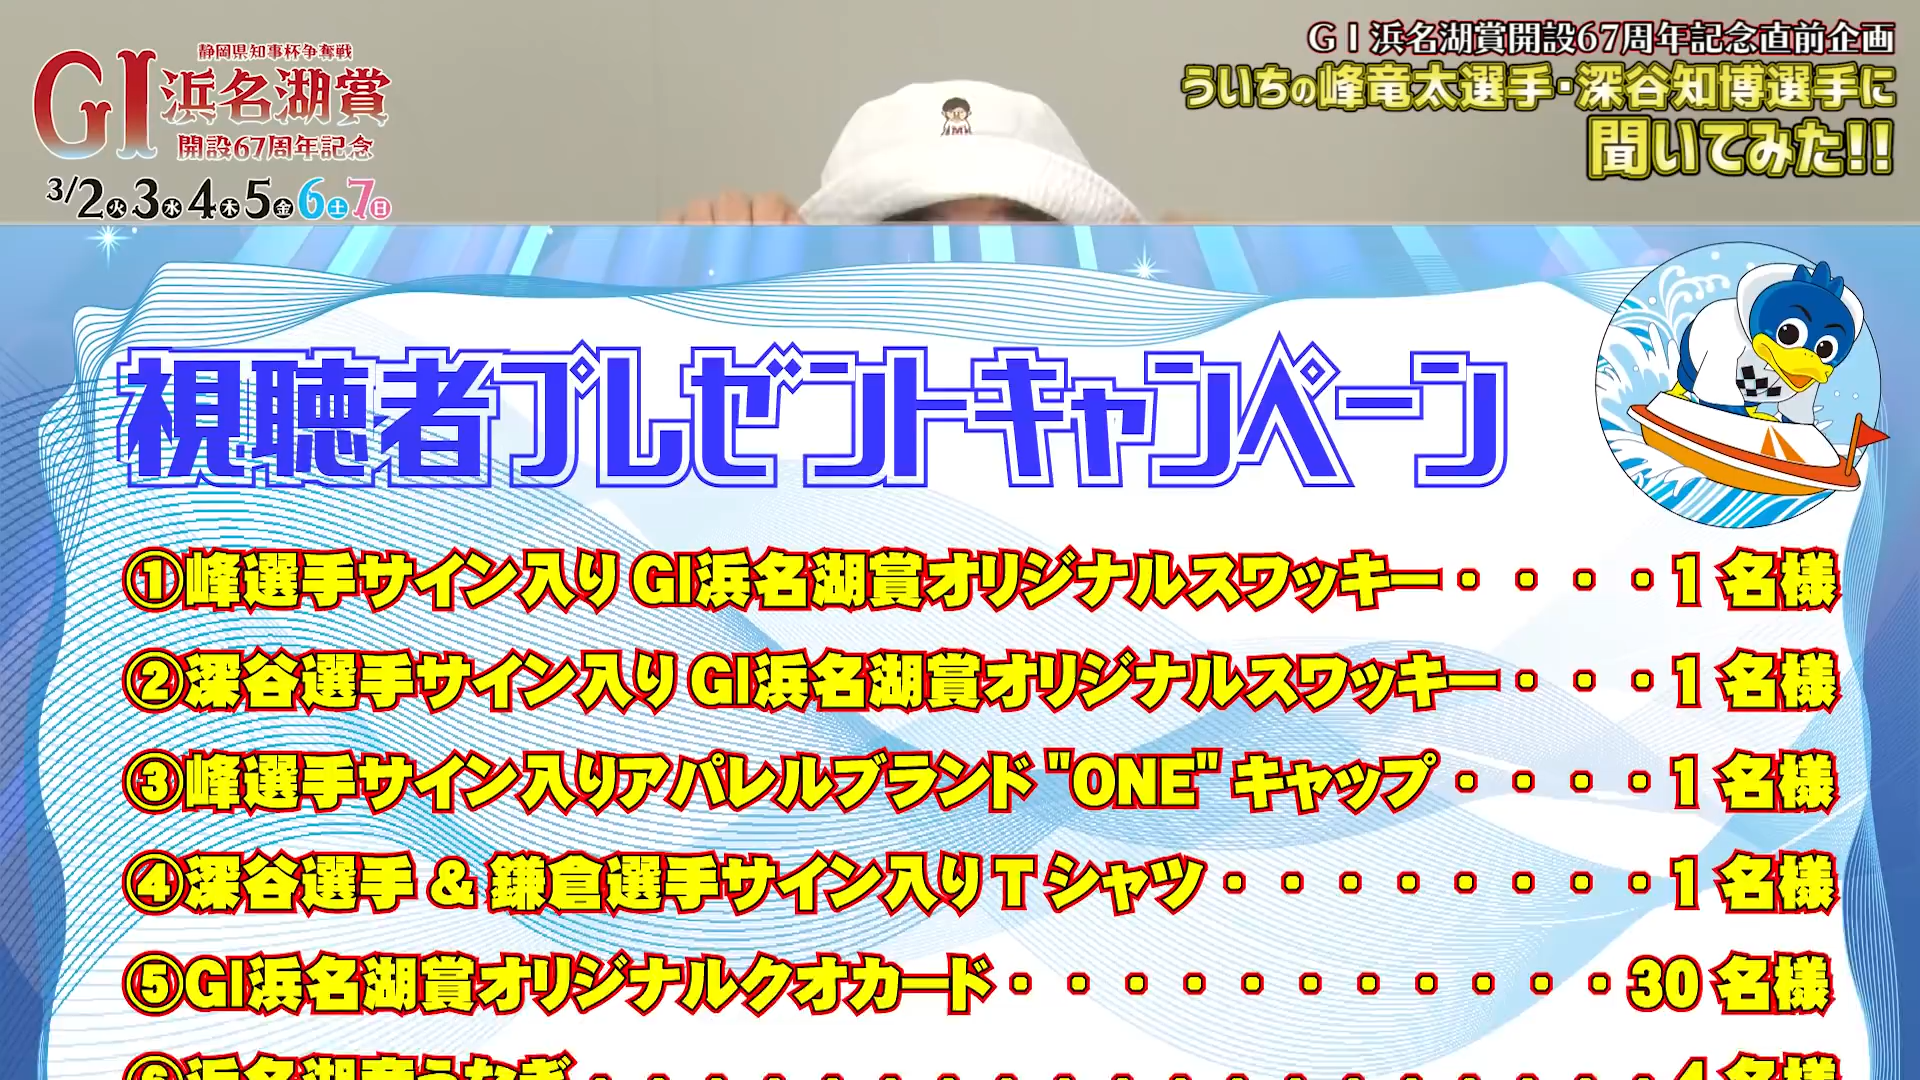 静岡県知事杯争奪戦
GI浜名湖賞
開設67周年記念
3/2火3水4木5金6土7日
GⅠ浜名湖賞開設67周年記念直前企画
ういちの峰竜太選手・深谷知博選手に
聞いてみた!!
視聴者プレゼントキャンペーン
①峰選手サイン入りGI浜名湖賞オリジナルスワッキー・・・・1名様
②深谷選手サイン入りGI浜名湖賞オリジナルスワッキー・・・1名様
③峰選手サイン入りアパレルブランド"ONE"キャップ・・・・1名様
④深谷選手&鎌倉選手サイン入りTシャツ・・・・・・・・1名様
⑤GI浜名湖賞オリジナルクオカード・・・・・・・・・・・30名様
⑥浜名湖産うなぎ・・・・・・・・・・・・・・・・・・・4名様